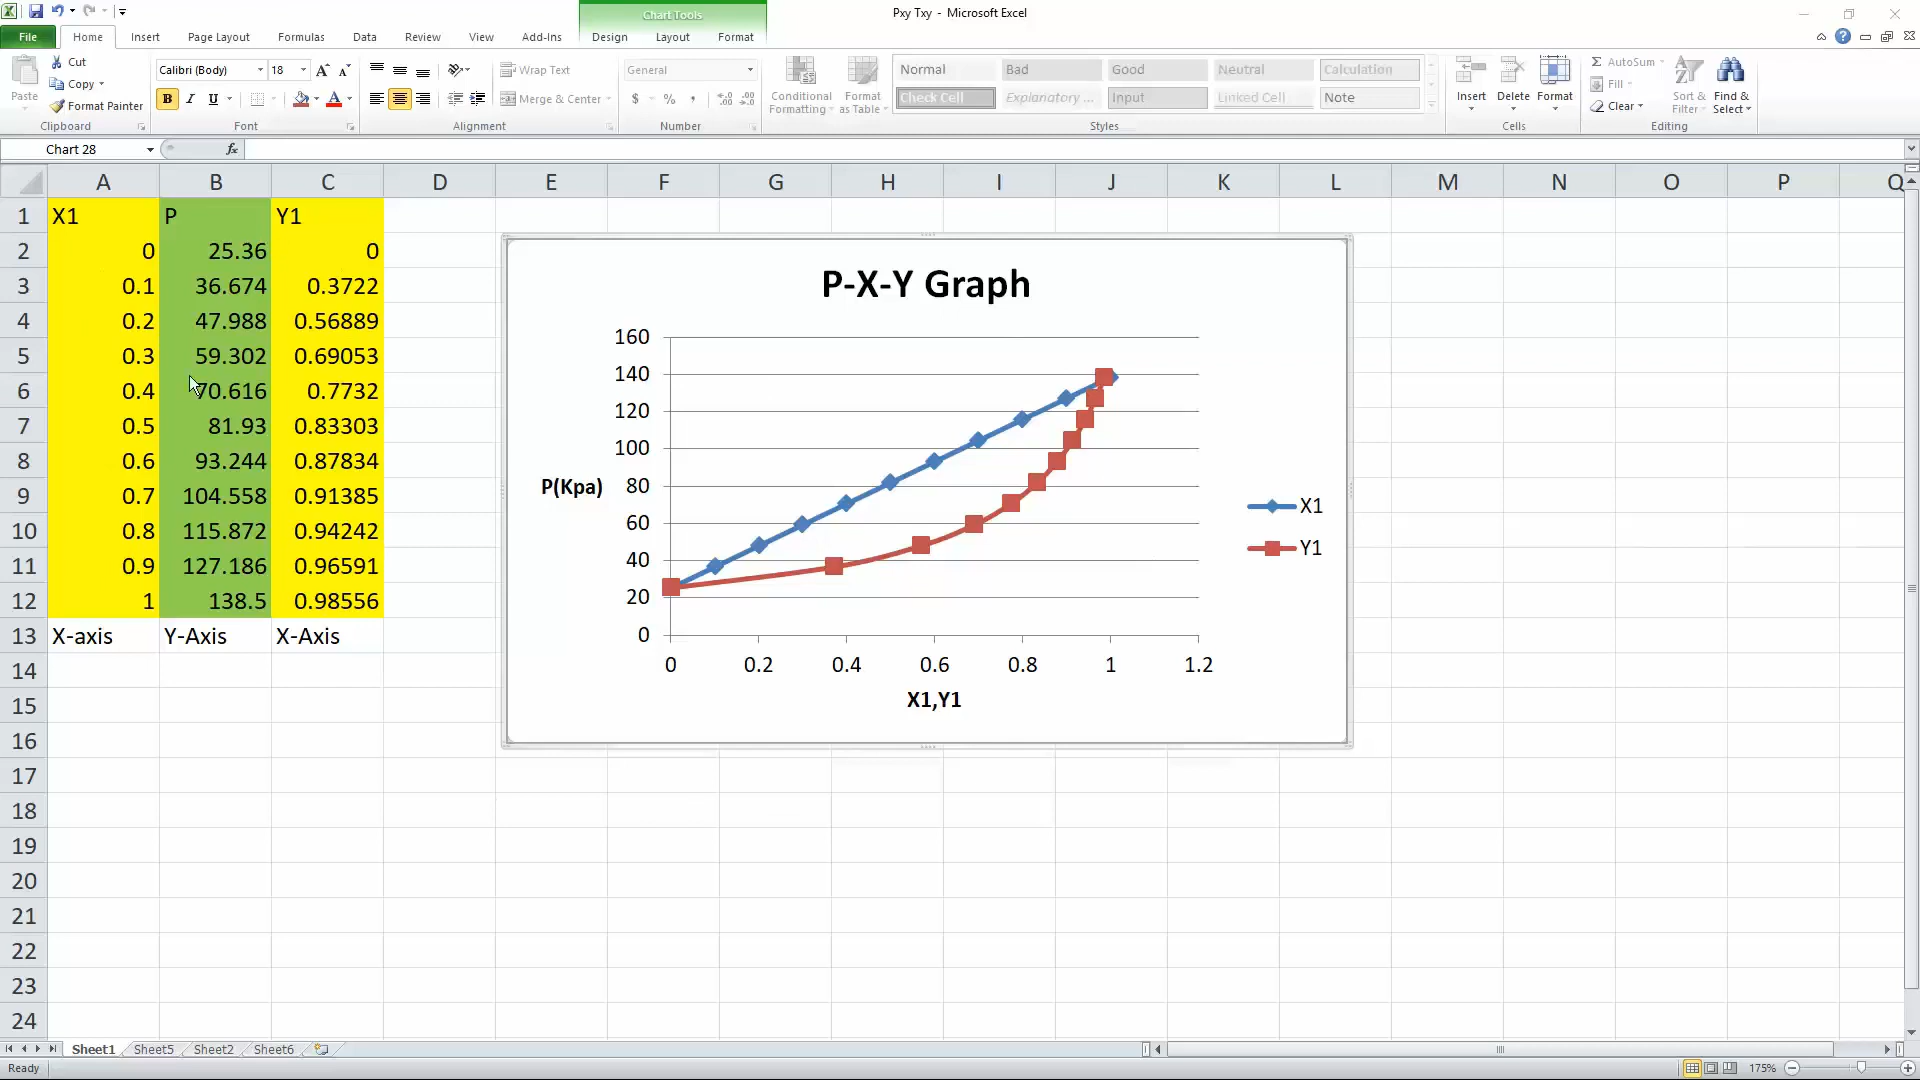 Pxy Txy - Microsoft Excel
Chart Tools
File Home Insert Page Layout Formulas Data Review View Add-Ins Design Layout Format
Paste
Cut
Copy
Format Painter
Clipboard
Calibri (Body) 18
B I U
Font
Wrap Text
Merge & Center
Alignment
General
$ % ,
Number
Conditional Formatting
Format as Table
Normal Bad Good Neutral Calculation
Check Cell Explanatory ... Input Linked Cell Note
Styles
Insert Delete Format
Cells
AutoSum
Fill
Clear
Sort & Filter
Find & Select
Editing
Chart 28 fx
A B C D E F G H I J K L M N O P Q
1 X1 P Y1
2 0 25.36 0
3 0.1 36.674 0.3722
4 0.2 47.988 0.56889
5 0.3 59.302 0.69053
6 0.4 70.616 0.7732
7 0.5 81.93 0.83303
8 0.6 93.244 0.87834
9 0.7 104.558 0.91385
10 0.8 115.872 0.94242
11 0.9 127.186 0.96591
12 1 138.5 0.98556
13 X-axis Y-Axis X-Axis
14
15
16
17
18
19
20
21
22
23
24
P-X-Y Graph
160
140
120
100
80
60
40
20
0
P(Kpa)
0 0.2 0.4 0.6 0.8 1 1.2
X1,Y1
X1
Y1
Sheet1 Sheet5 Sheet2 Sheet6
Ready 175%